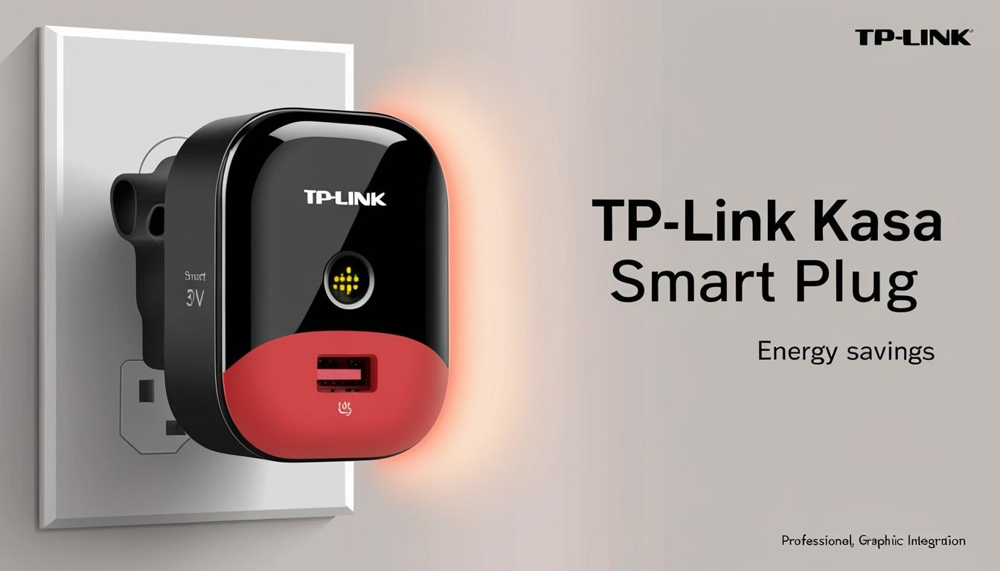 TP-LINK
TP-LINK
Smart
3V
TP-Link Kasa
Smart Plug
Energy savings
Professional, Graphic Integration